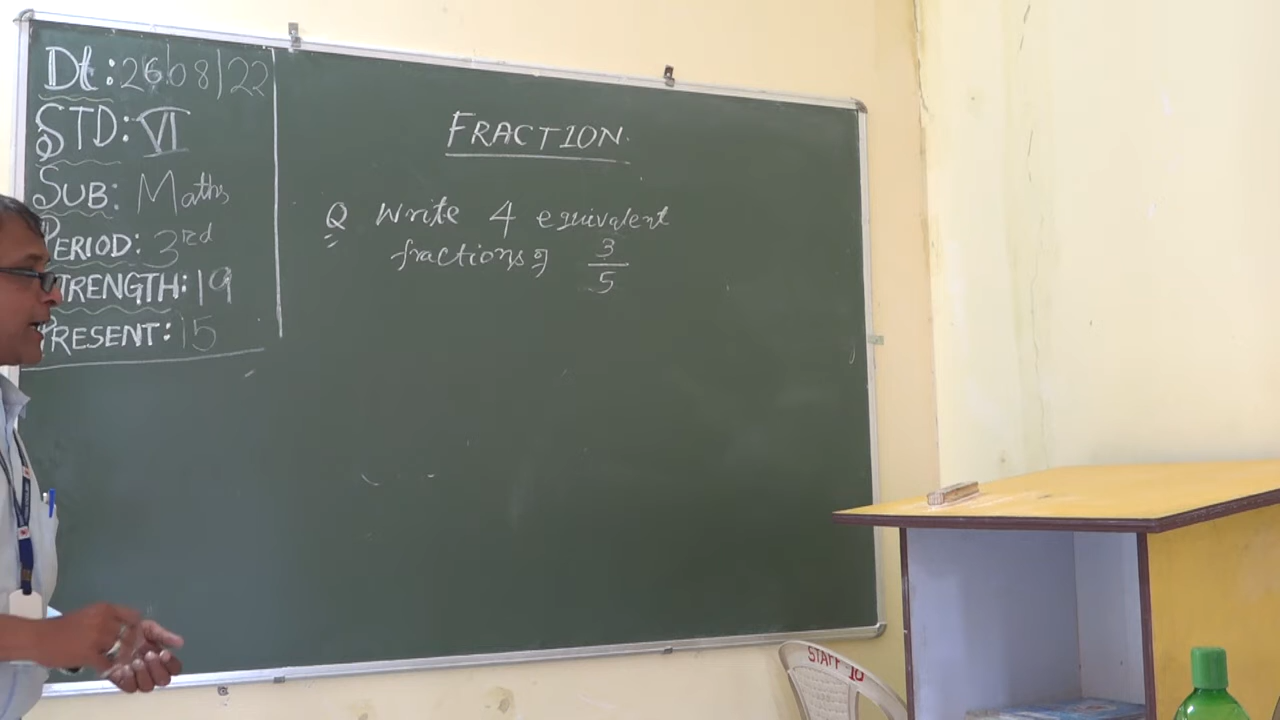 Dt: 26|08|22
STD: VI
SUB: Maths
PERIOD: 3rd
STRENGTH: 19
PRESENT: 15
FRACTION.
Q Write 4 equivalent
fractions of 3/5
STAFF-10